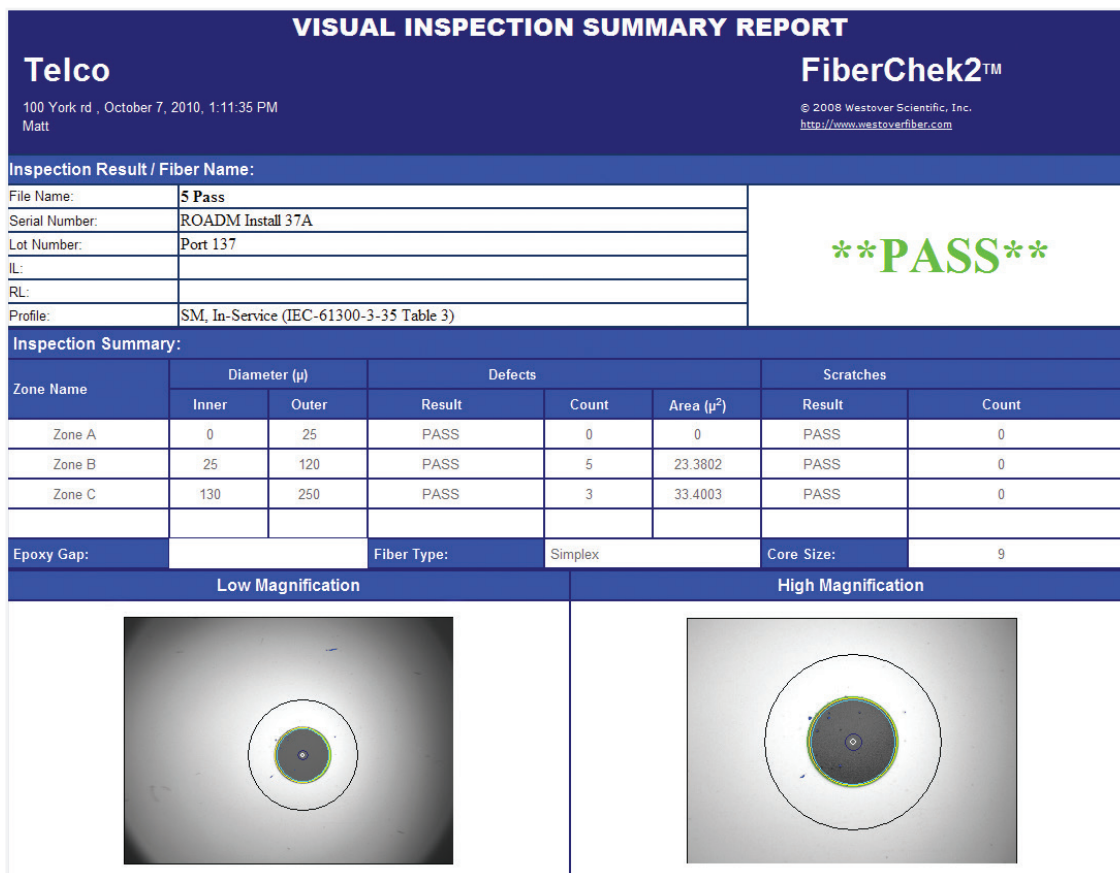 VISUAL INSPECTION SUMMARY REPORT
Telco
FiberChek2™
100 York rd , October 7, 2010, 1:11:35 PM
Matt
© 2008 Westover Scientific, Inc.
http://www.westoverfiber.com
Inspection Result / Fiber Name:
File Name: 5 Pass
Serial Number: ROADM Install 37A
Lot Number: Port 137
IL:
RL:
Profile: SM, In-Service (IEC-61300-3-35 Table 3)
**PASS**
Inspection Summary:
Zone Name Diameter (µ) Defects Scratches
Inner Outer Result Count Area (µ²) Result Count
Zone A 0 25 PASS 0 0 PASS 0
Zone B 25 120 PASS 5 23.3802 PASS 0
Zone C 130 250 PASS 3 33.4003 PASS 0
Epoxy Gap: Fiber Type: Simplex Core Size: 9
Low Magnification High Magnification